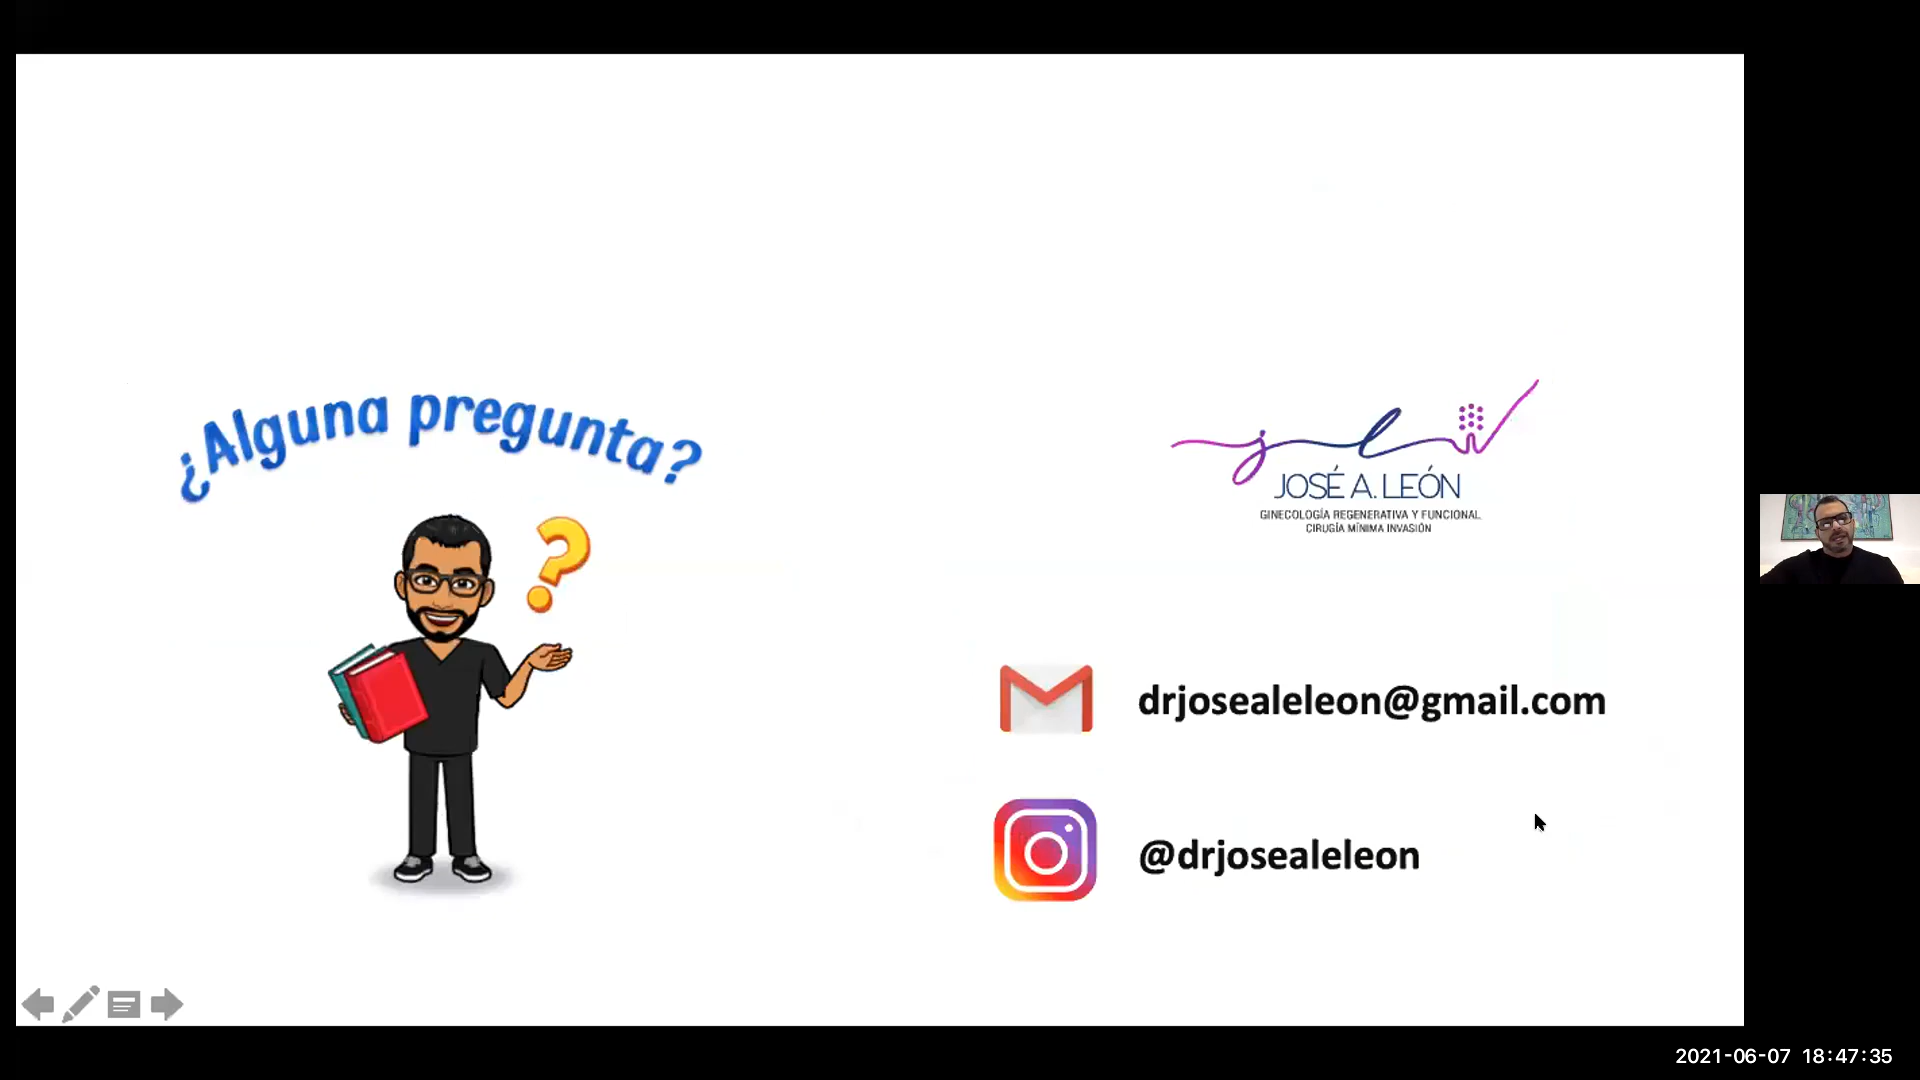 ¿Alguna pregunta?
JOSÉ A. LEÓN
GINECOLOGÍA REGENERATIVA Y FUNCIONAL
CIRUGÍA MÍNIMA INVASIÓN
drjosealeleon@gmail.com
@drjosealeleon
2021-06-07 18:47:35